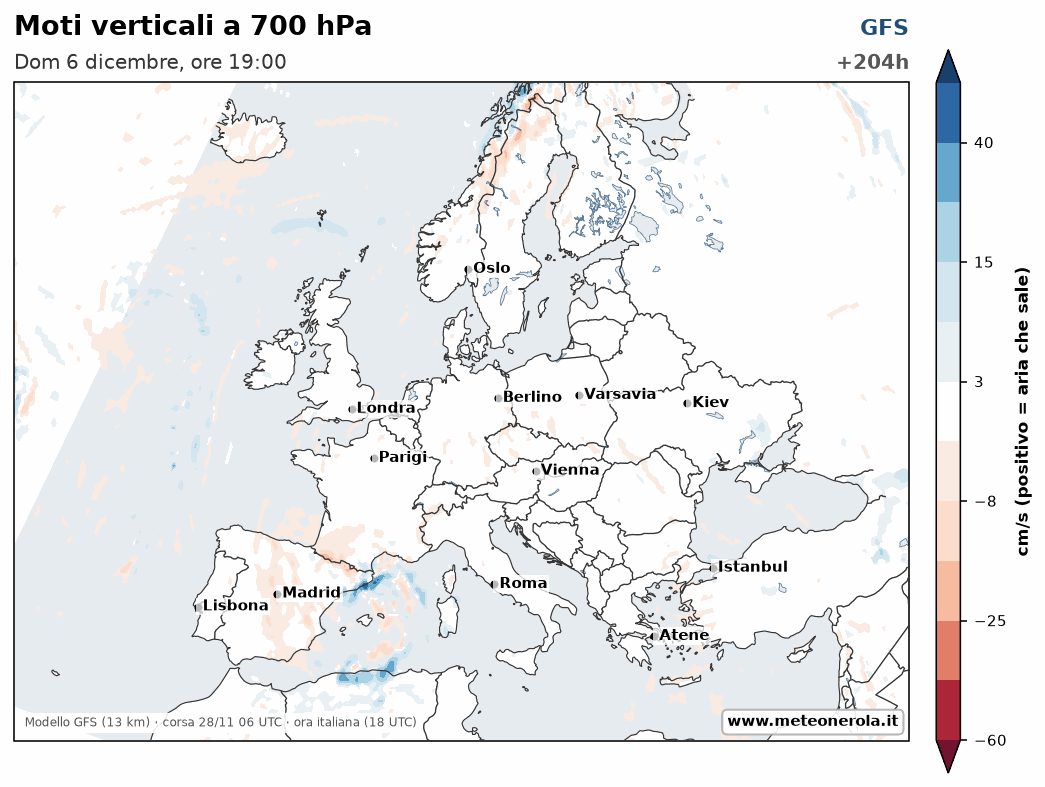 Moti verticali a 700 hPa
GFS
Dom 6 dicembre, ore 19:00
+204h
40
15
3
−8
−25
−60
cm/s (positivo = aria che sale)
Oslo
Berlino
Varsavia
Kiev
Londra
Parigi
Vienna
Istanbul
Roma
Madrid
Lisbona
Atene
Modello GFS (13 km) · corsa 28/11 06 UTC · ora italiana (18 UTC)
www.meteonerola.it